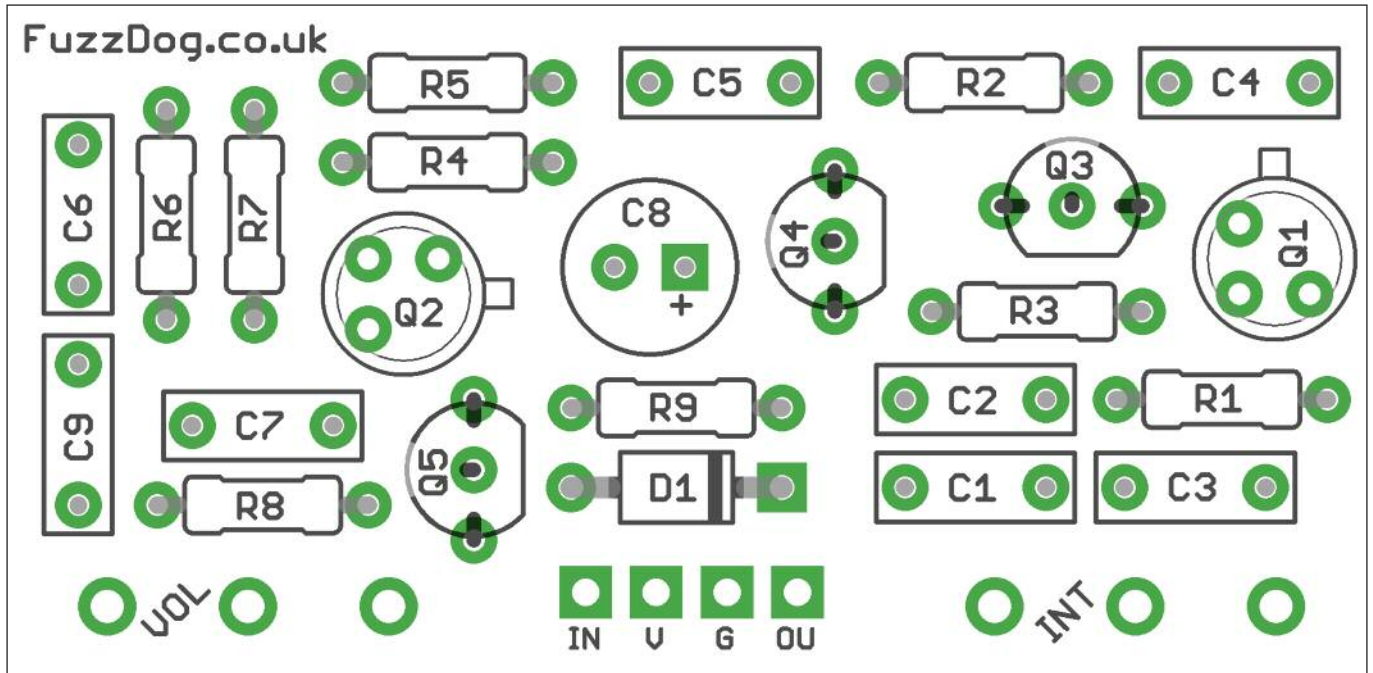 FuzzDog.co.uk
R5
C5
R2
C4
R4
Q3
C6
R6
R7
C8
Q4
Q1
+
Q2
R3
C9
C7
R9
C2
R1
Q5
R8
D1
C1
C3
VOL
IN V G OU
INT